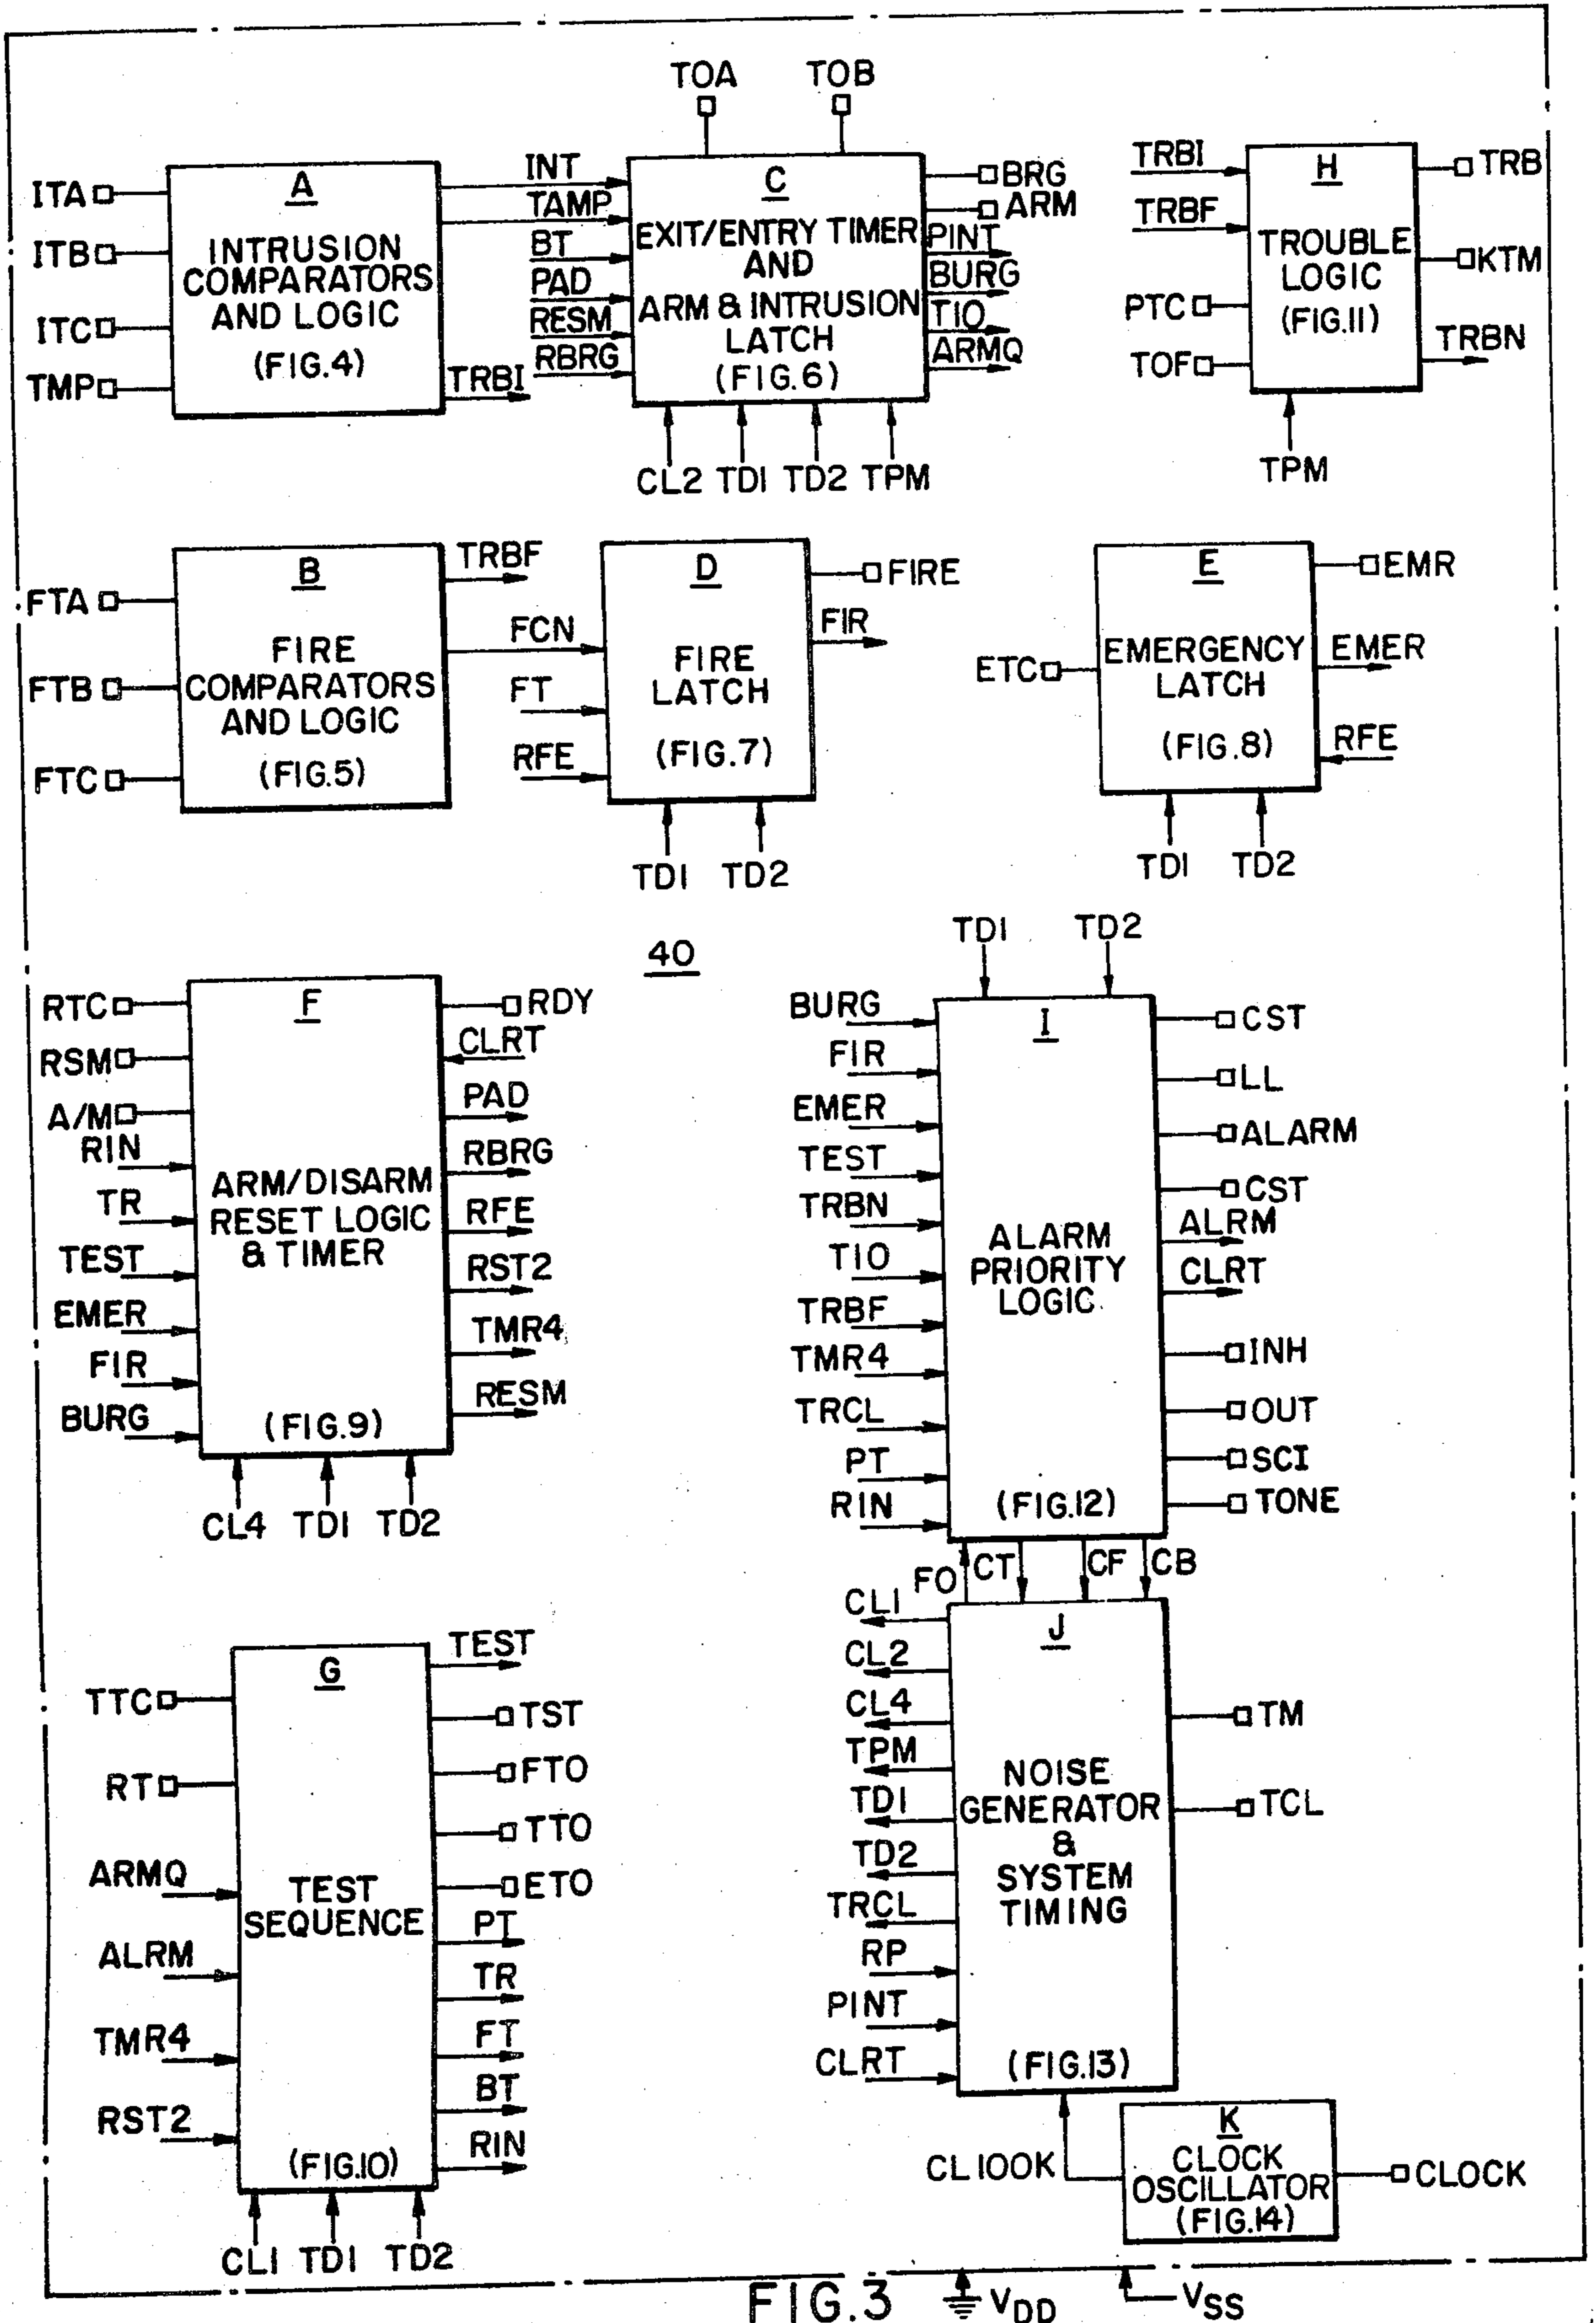 TOA TOB
ITA
ITB
ITC
TMP
A
INTRUSION
COMPARATORS
AND LOGIC
(FIG.4)
INT
TAMP
BT
PAD
RESM
RBRG
TRBI
C
EXIT/ENTRY TIMER
AND
ARM & INTRUSION
LATCH
(FIG.6)
BRG
ARM
PINT
BURG
TIO
ARMQ
CL2 TD1 TD2 TPM
TRBI
TRBF
PTC
TOF
H
TROUBLE
LOGIC
(FIG.11)
TRB
KTM
TRBN
TPM
FTA
FTB
FTC
B
FIRE
COMPARATORS
AND LOGIC
(FIG.5)
TRBF
FCN
FT
RFE
D
FIRE
LATCH
(FIG.7)
FIRE
FIR
TD1 TD2
ETC
E
EMERGENCY
LATCH
(FIG.8)
EMR
EMER
RFE
TD1 TD2
40
RTC
RSM
A/M
RIN
TR
TEST
EMER
FIR
BURG
F
ARM/DISARM
RESET LOGIC
& TIMER
(FIG.9)
RDY
CLRT
PAD
RBRG
RFE
RST2
TMR4
RESM
CL4 TD1 TD2
TD1 TD2
BURG
FIR
EMER
TEST
TRBN
TIO
TRBF
TMR4
TRCL
PT
RIN
I
ALARM
PRIORITY
LOGIC
(FIG.12)
CST
LL
ALARM
CST
ALRM
CLRT
INH
OUT
SCI
TONE
FO CT CF CB
TTC
RT
ARMQ
ALRM
TMR4
RST2
G
TEST
SEQUENCE
(FIG.10)
TEST
TST
FTO
TTO
ETO
PT
TR
FT
BT
RIN
CL1 TD1 TD2
CL1
CL2
CL4
TPM
TD1
TD2
TRCL
RP
PINT
CLRT
J
NOISE
GENERATOR
&
SYSTEM
TIMING
(FIG.13)
TM
TCL
CL100K
K
CLOCK
OSCILLATOR
(FIG.14)
CLOCK
FIG.3
VDD
VSS